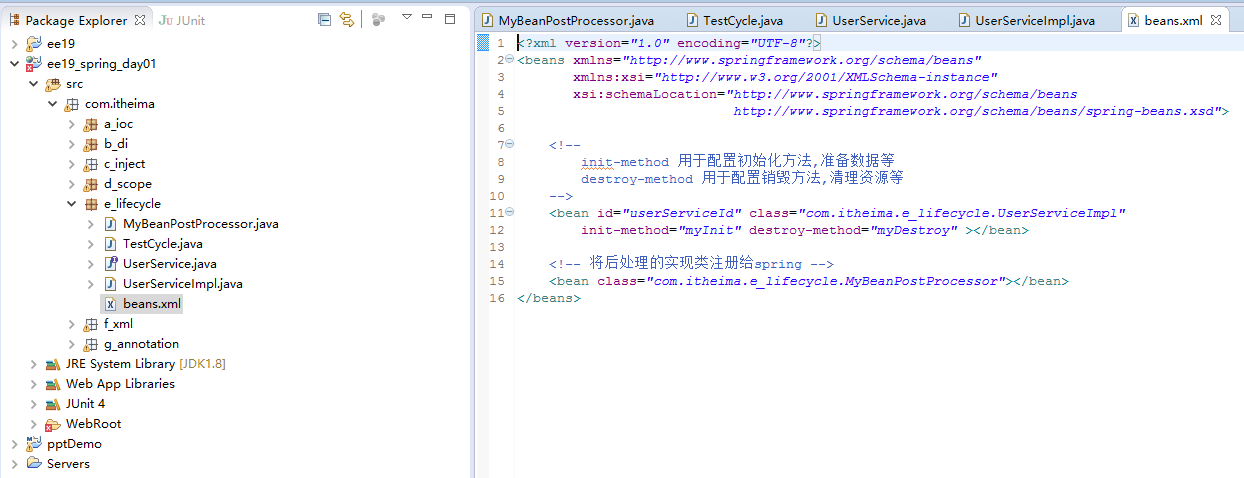 Package Explorer
JUnit
ee19
ee19_spring_day01
src
com.itheima
a_ioc
b_di
c_inject
d_scope
e_lifecycle
MyBeanPostProcessor.java
TestCycle.java
UserService.java
UserServiceImpl.java
beans.xml
f_xml
g_annotation
JRE System Library [JDK1.8]
Web App Libraries
JUnit 4
WebRoot
pptDemo
Servers
MyBeanPostProcessor.java
TestCycle.java
UserService.java
UserServiceImpl.java
beans.xml
1 <?xml version="1.0" encoding="UTF-8"?>
2 <beans xmlns="http://www.springframework.org/schema/beans"
3 xmlns:xsi="http://www.w3.org/2001/XMLSchema-instance"
4 xsi:schemaLocation="http://www.springframework.org/schema/beans
5 http://www.springframework.org/schema/beans/spring-beans.xsd">
6
7 <!--
8 init-method 用于配置初始化方法,准备数据等
9 destroy-method 用于配置销毁方法,清理资源等
10 -->
11 <bean id="userServiceId" class="com.itheima.e_lifecycle.UserServiceImpl"
12 init-method="myInit" destroy-method="myDestroy" ></bean>
13
14 <!-- 将后处理的实现类注册给spring -->
15 <bean class="com.itheima.e_lifecycle.MyBeanPostProcessor"></bean>
16 </beans>